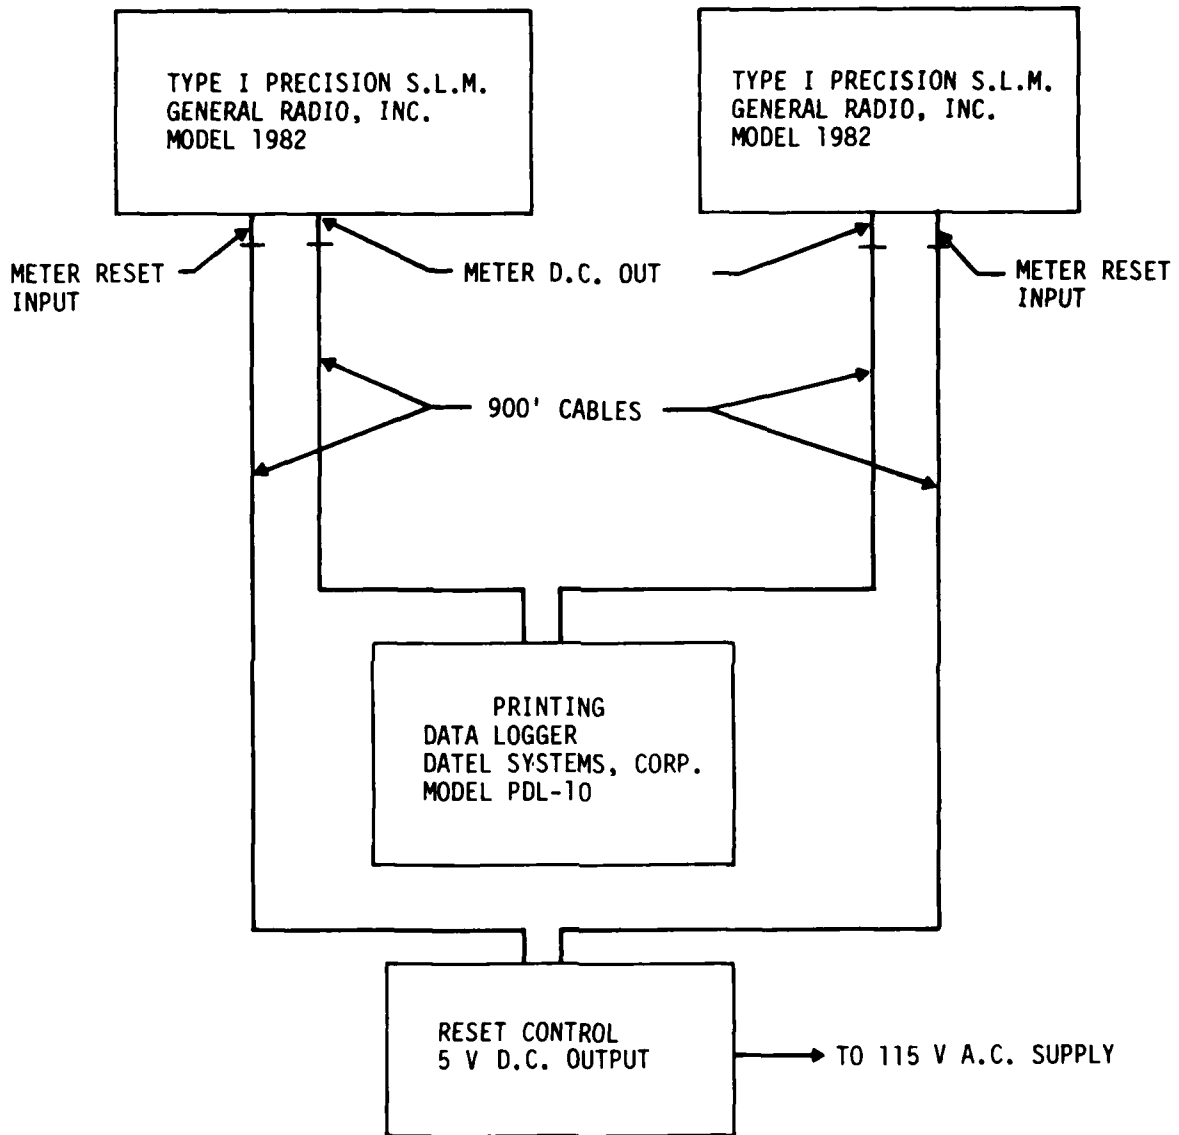 TYPE I PRECISION S.L.M.
GENERAL RADIO, INC.
MODEL 1982
TYPE I PRECISION S.L.M.
GENERAL RADIO, INC.
MODEL 1982
METER RESET
INPUT
METER D.C. OUT
METER RESET
INPUT
900' CABLES
PRINTING
DATA LOGGER
DATEL SYSTEMS, CORP.
MODEL PDL-10
RESET CONTROL
5 V D.C. OUTPUT
TO 115 V A.C. SUPPLY